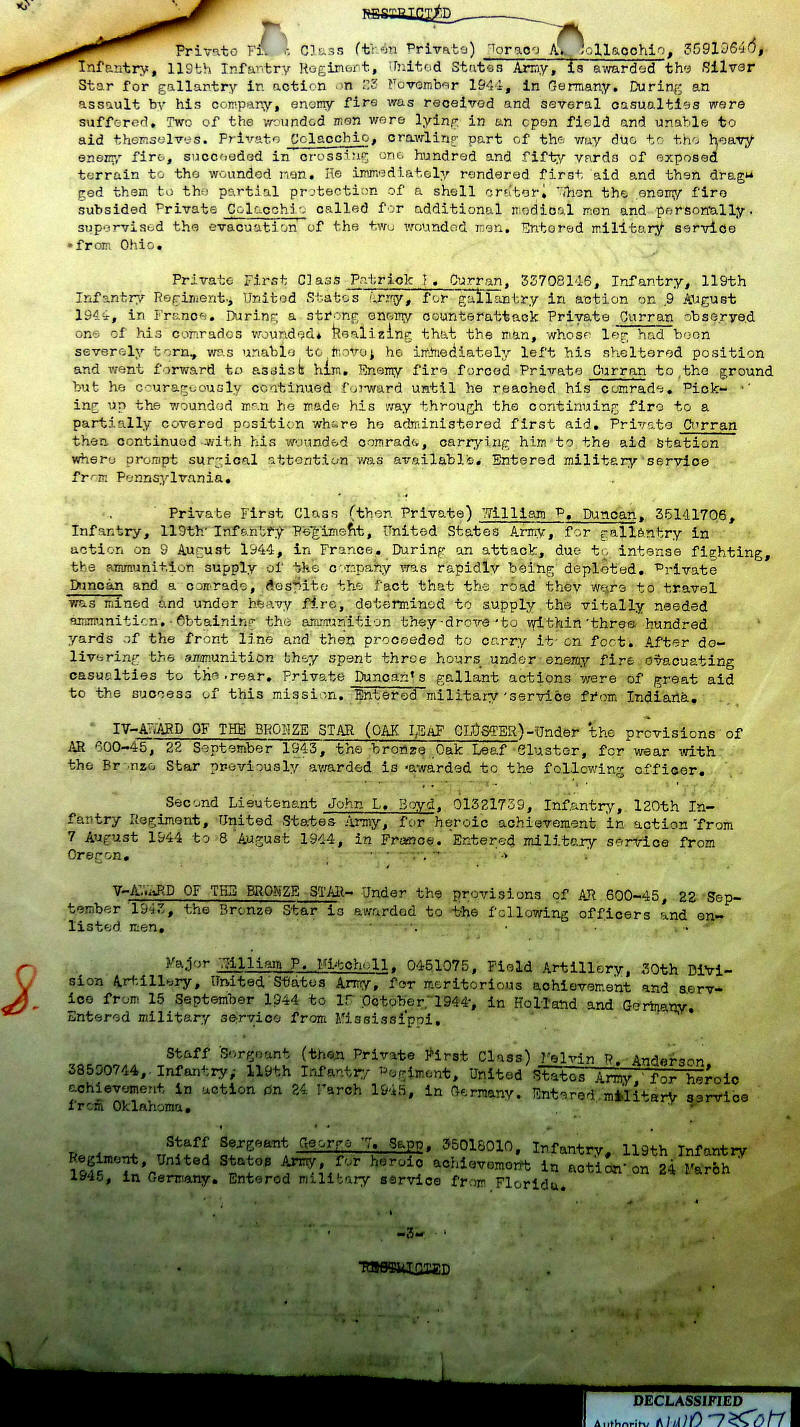 RESTRICTED
Private Class (then Private) Horace A. 35919646,
Infantry, 119th Infantry Regiment, United States Army, is awarded the Silver
Star for gallantry in action on 23 November 1944, in Germany. During an
assault by his company, enemy fire was received and several casualties were
suffered. Two of the wounded men were lying in an open field and unable to
aid themselves. Private Colacchio, crawling part of the way due to the heavy
enemy fire, succeeded in crossing one hundred and fifty yards of exposed
terrain to the wounded men. He immediately rendered first aid and then drag-
ged them to the partial protection of a shell crater. When the enemy fire
subsided Private Colacchio called for additional medical men and personally
supervised the evacuation of the two wounded men. Entered military service
from Ohio.
Private First Class Patrick Curran, 33708146, Infantry, 119th
Infantry Regiment, United States Army, for gallantry in action on 9 August
1944, in France. During a strong enemy counterattack Private Curran observed
one of his comrades wounded. Realizing that the man, whose leg had been
severely torn, was unable to move, he immediately left his sheltered position
and went forward to assist him. Enemy fire forced Private Curran to the ground
but he courageously continued forward until he reached his comrade. Pick-
ing up the wounded man he made his way through the continuing fire to a
partially covered position where he administered first aid. Private Curran
then continued with his wounded comrade, carrying him to the aid station
where prompt surgical attention was available. Entered military service
from Pennsylvania.
Private First Class (then Private) William P. Duncan, 35141706,
Infantry, 119th Infantry Regiment, United States Army, for gallantry in
action on 9 August 1944, in France. During an attack, due to intense fighting,
the ammunition supply of the company was rapidly being depleted. Private
Duncan and a comrade, despite the fact that the road they were to travel
was mined and under heavy fire, determined to supply the vitally needed
ammunition. Obtaining the ammunition they drove to within three hundred
yards of the front line and then proceeded to carry it on foot. After de-
livering the ammunition they spent three hours under enemy fire evacuating
casualties to the rear. Private Duncan's gallant actions were of great aid
to the success of this mission. Entered military service from Indiana.
IV-AWARD OF THE BRONZE STAR (OAK LEAF CLUSTER)-Under the provisions of
AR 600-45, 22 September 1943, the bronze Oak Leaf Cluster, for wear with
the Bronze Star previously awarded is awarded to the following officer.
Second Lieutenant John L. Boyd, 01321739, Infantry, 120th In-
fantry Regiment, United States Army, for heroic achievement in action from
7 August 1944 to 8 August 1944, in France. Entered military service from
Oregon.
V-AWARD OF THE BRONZE STAR- Under the provisions of AR 600-45, 22 Sep-
tember 1943, the Bronze Star is awarded to the following officers and en-
listed men.
Major William P. Mitchell, 0451075, Field Artillery, 30th Divi-
sion Artillery, United States Army, for meritorious achievement and serv-
ice from 15 September 1944 to October 1944, in Holland and Germany.
Entered military service from Mississippi.
Staff Sergeant (then Private First Class) Melvin R. Anderson,
38590744, Infantry, 119th Infantry Regiment, United States Army, for heroic
achievement in action on 24 March 1945, in Germany. Entered military service
from Oklahoma.
Staff Sergeant George Sapp, 35018010, Infantry, 119th Infantry
Regiment, United States Army, for heroic achievement in action on 24 March
1945, in Germany. Entered military service from Florida.
-3-
RESTRICTED
DECLASSIFIED
Authority NND 735017